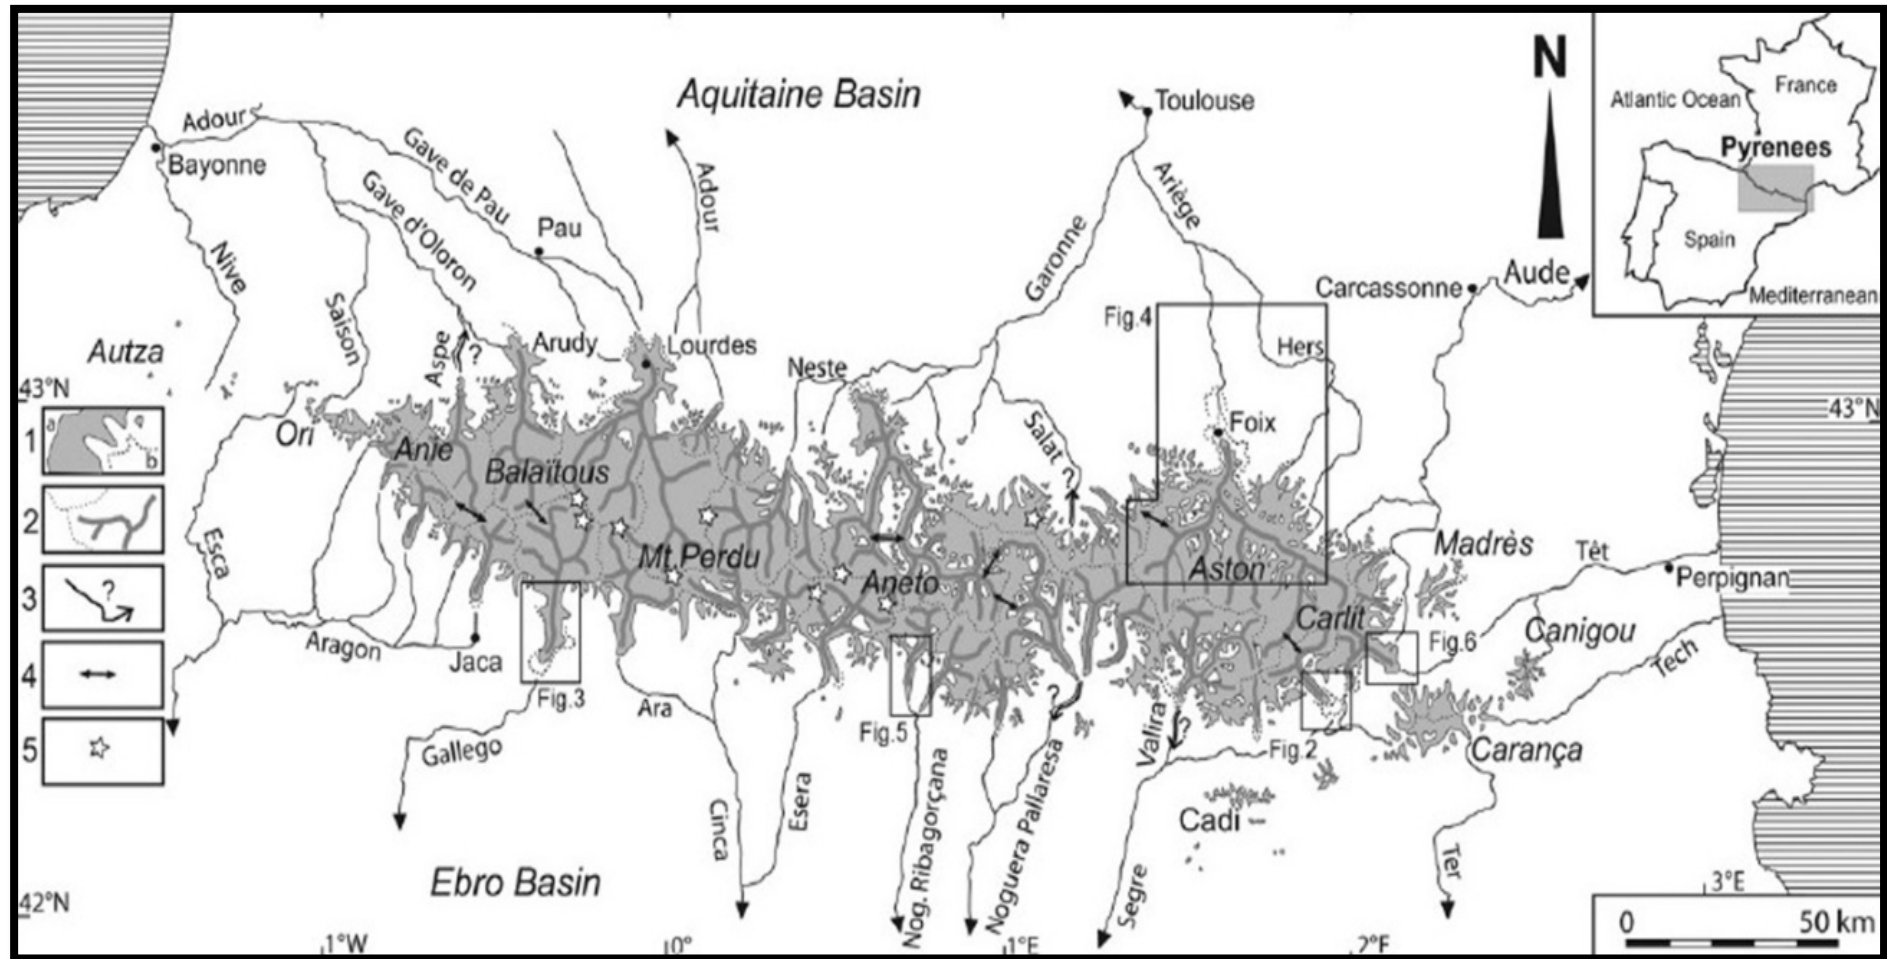 Aquitaine Basin
N
Toulouse
Atlantic Ocean
France
Pyrenees
Spain
Mediterranean
Adour
Bayonne
Gave de Pau
Gave d'Oloron
Pau
Adour
Ariège
Garonne
Nive
Saison
Carcassonne
Aude
Fig.4
Hers
Autza
Aspe
?
Arudy
Lourdes
Neste
43°N
43°N
Ori
Anie
Balaïtous
Salat
?
Foix
1
a
b
2
3
?
4
5
Esca
Mt Perdu
Aneto
Aston
Madrès
Têt
Perpignan
Carlit
Canigou
Tech
Fig.6
Aragon
Jaca
Fig.3
Ara
Fig.5
?
Valira
?
Fig.2
Carança
Gallego
Cinca
Esera
Nog. Ribagorçana
Noguera Pallaresa
Segre
Cadi
Ter
Ebro Basin
42°N
1°W
0°
1°E
2°F
3°E
0
50 km